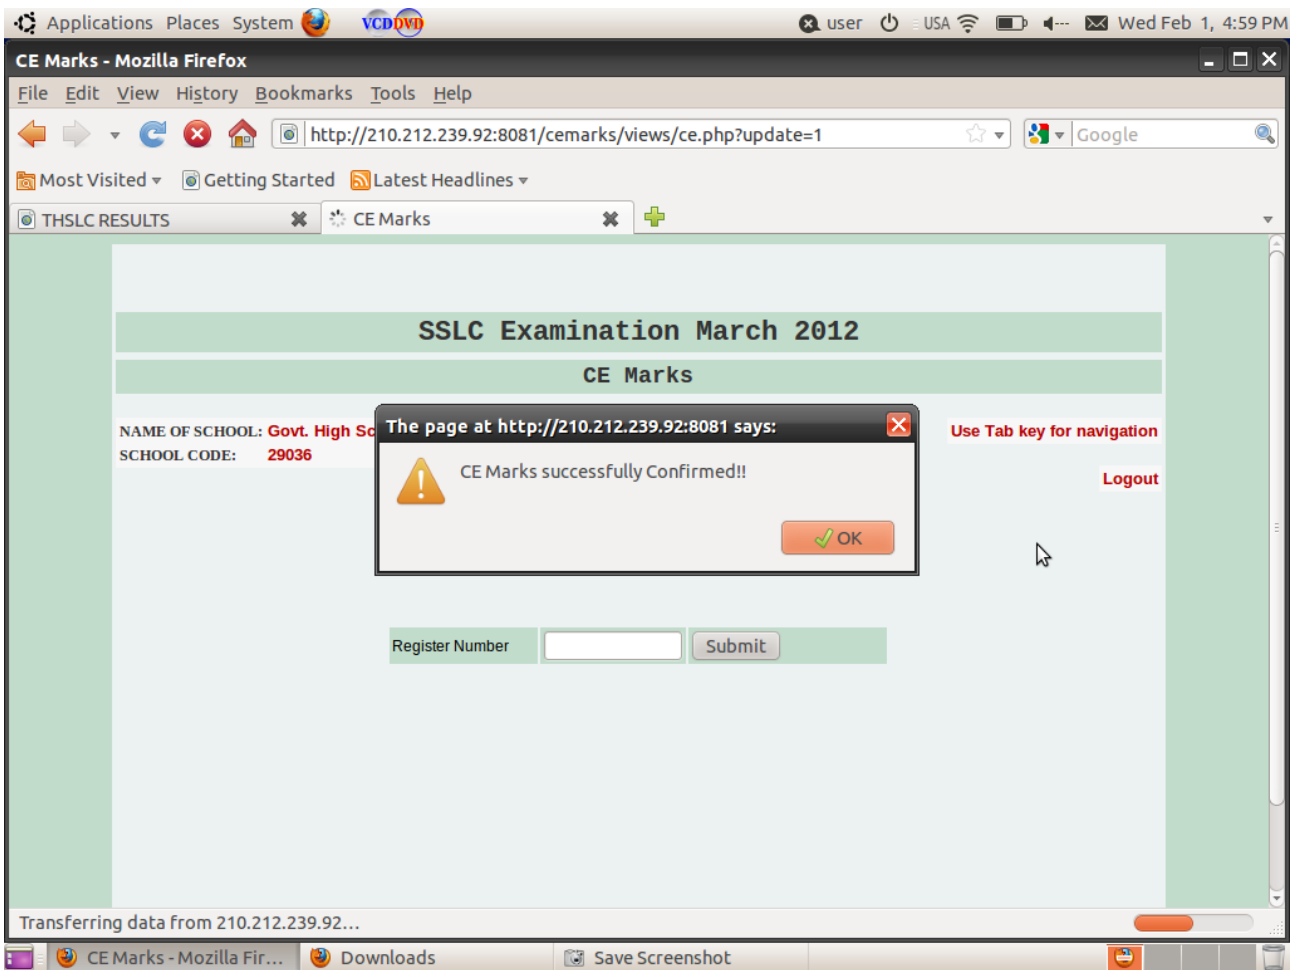 Applications Places System VCDDVD user USA Wed Feb 1, 4:59 PM
CE Marks - Mozilla Firefox
File Edit View History Bookmarks Tools Help
http://210.212.239.92:8081/cemarks/views/ce.php?update=1 Google
Most Visited Getting Started Latest Headlines
THSLC RESULTS CE Marks
SSLC Examination March 2012
CE Marks
NAME OF SCHOOL: Govt. High Sc
SCHOOL CODE: 29036
Use Tab key for navigation
Logout
The page at http://210.212.239.92:8081 says:
CE Marks successfully Confirmed!!
OK
Register Number Submit
Transferring data from 210.212.239.92...
CE Marks - Mozilla Fir... Downloads Save Screenshot